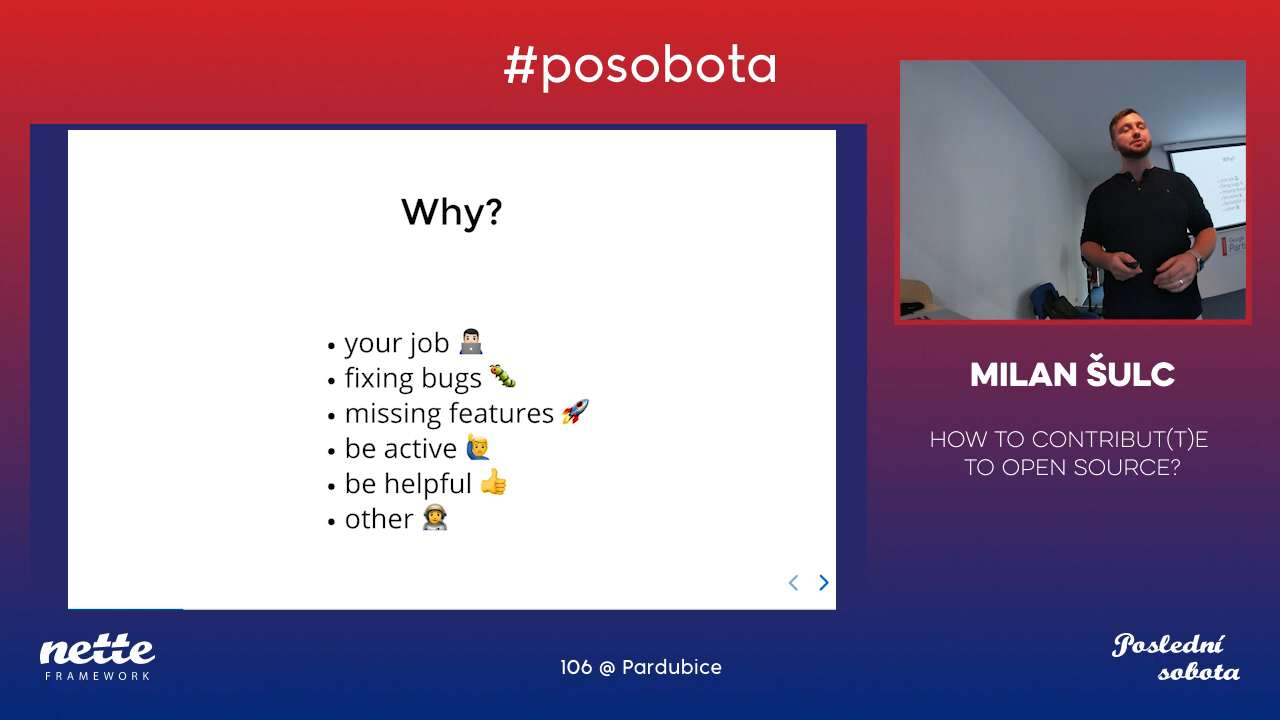 #posobota
Why?
• your job
• fixing bugs
• missing features
• be active
• be helpful
• other
MILAN ŠULC
HOW TO CONTRIBUT(T)E
TO OPEN SOURCE?
nette
FRAMEWORK
106 @ Pardubice
Poslední
sobota